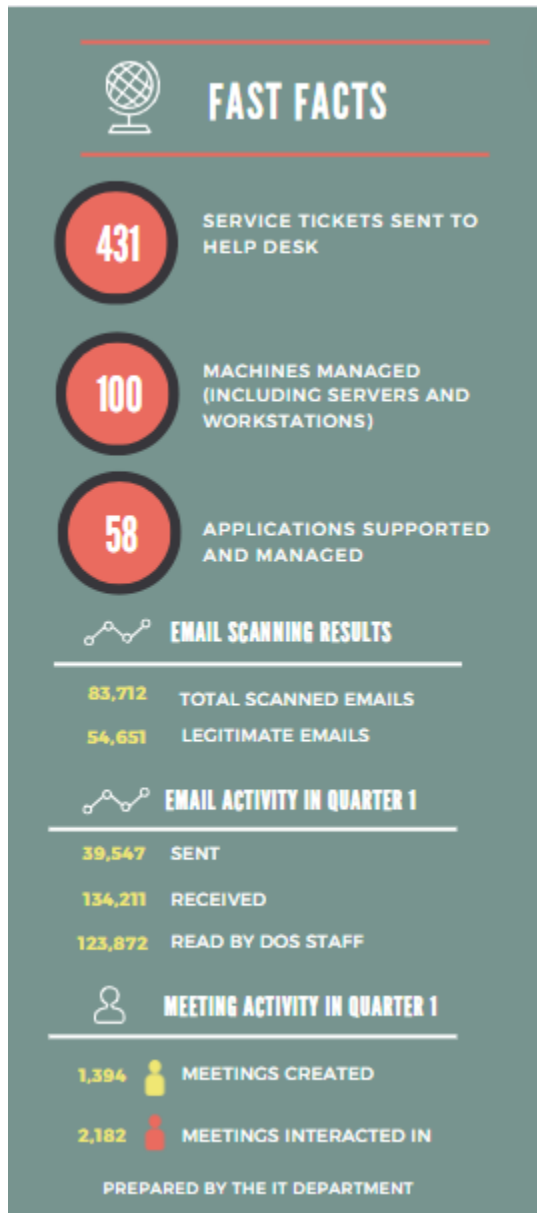 FAST FACTS
431
SERVICE TICKETS SENT TO
HELP DESK
100
MACHINES MANAGED
(INCLUDING SERVERS AND
WORKSTATIONS)
58
APPLICATIONS SUPPORTED
AND MANAGED
EMAIL SCANNING RESULTS
83,712 TOTAL SCANNED EMAILS
54,651 LEGITIMATE EMAILS
EMAIL ACTIVITY IN QUARTER 1
39,547 SENT
134,211 RECEIVED
123,872 READ BY DOS STAFF
MEETING ACTIVITY IN QUARTER 1
1,394 MEETINGS CREATED
2,182 MEETINGS INTERACTED IN
PREPARED BY THE IT DEPARTMENT